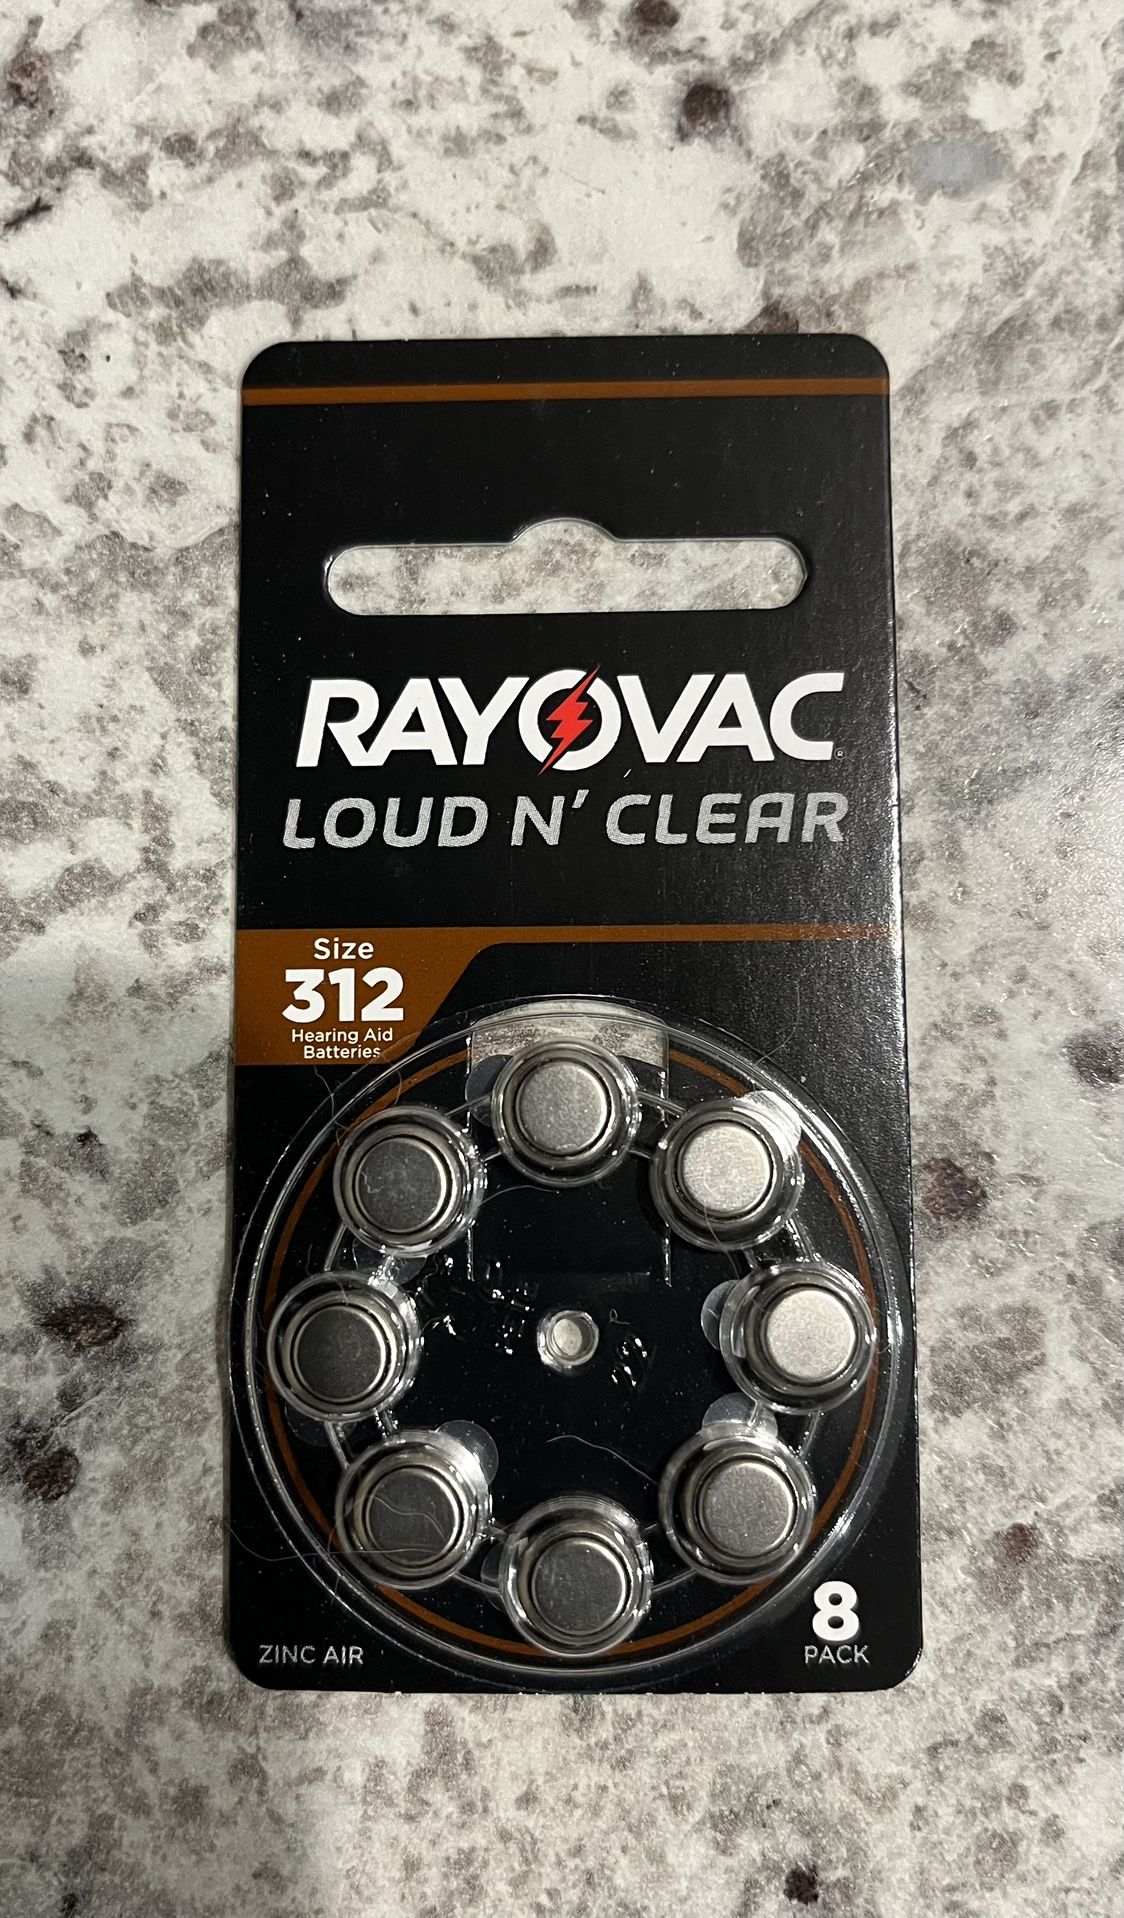 RAYOVAC®
LOUD N' CLEAR
Size
312
Hearing Aid
Batteries
8
PACK
ZINC AIR